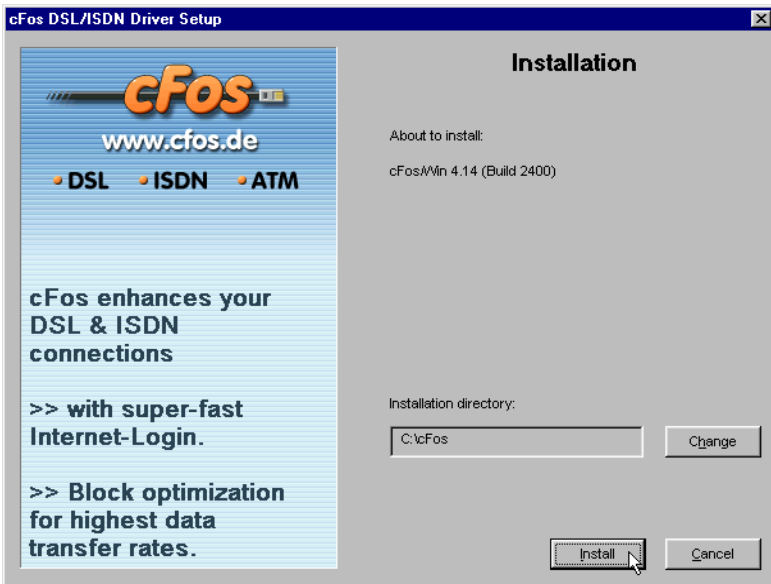 cFos DSL/ISDN Driver Setup
cFos
www.cfos.de
DSL ISDN ATM
cFos enhances your
DSL & ISDN
connections
>> with super-fast
Internet-Login.
>> Block optimization
for highest data
transfer rates.
Installation
About to install:
cFos/Win 4.14 (Build 2400)
Installation directory:
C:\cFos
Change
Install
Cancel